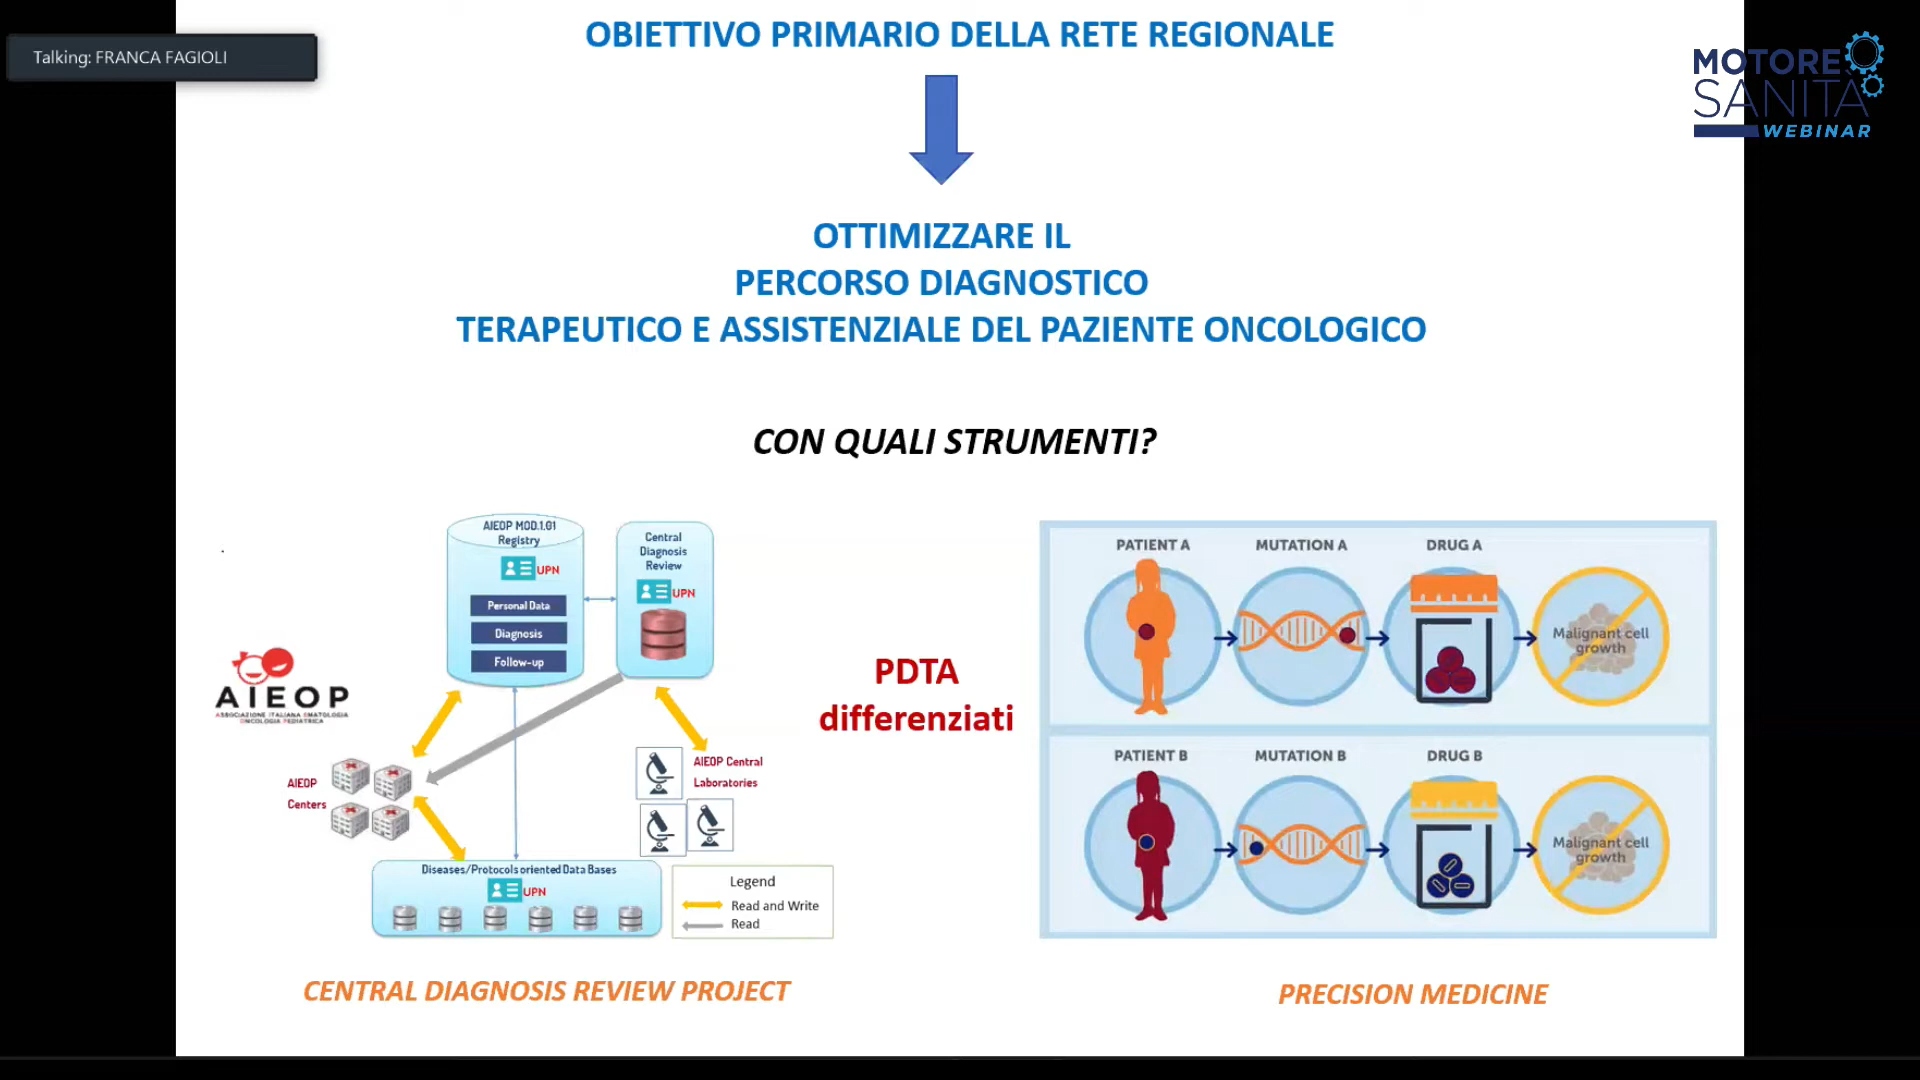 Talking: FRANCA FAGIOLI
OBIETTIVO PRIMARIO DELLA RETE REGIONALE
MOTORE
SANITÀ
WEBINAR
OTTIMIZZARE IL
PERCORSO DIAGNOSTICO
TERAPEUTICO E ASSISTENZIALE DEL PAZIENTE ONCOLOGICO
CON QUALI STRUMENTI?
AIEOP MOD.1.01
Registry
UPN
Personal Data
Diagnosis
Follow-up
Central
Diagnosis
Review
UPN
AIEOP
ASSOCIAZIONE ITALIANA EMATOLOGIA
ONCOLOGIA PEDIATRICA
AIEOP
Centers
AIEOP Central
Laboratories
Diseases/Protocols oriented Data Bases
UPN
Legend
Read and Write
Read
CENTRAL DIAGNOSIS REVIEW PROJECT
PDTA
differenziati
PATIENT A
MUTATION A
DRUG A
Malignant cell
growth
PATIENT B
MUTATION B
DRUG B
Malignant cell
growth
PRECISION MEDICINE